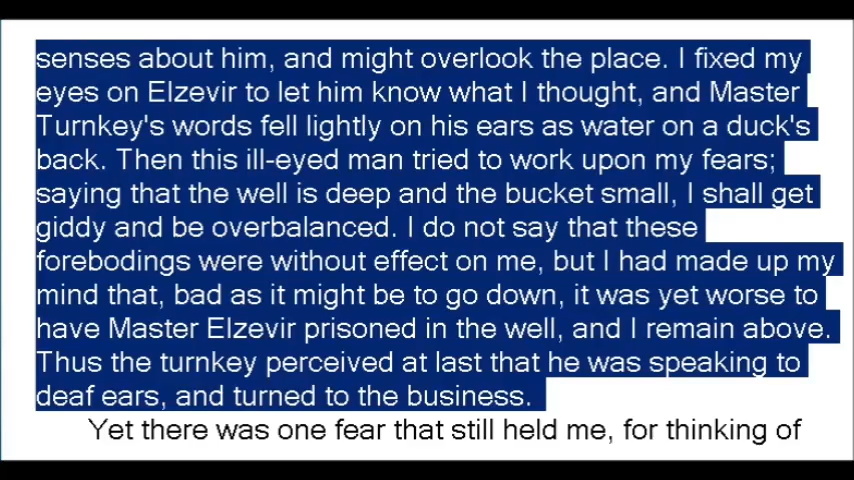 senses about him, and might overlook the place. I fixed my
eyes on Elzevir to let him know what I thought, and Master
Turnkey's words fell lightly on his ears as water on a duck's
back. Then this ill-eyed man tried to work upon my fears;
saying that the well is deep and the bucket small, I shall get
giddy and be overbalanced. I do not say that these
forebodings were without effect on me, but I had made up my
mind that, bad as it might be to go down, it was yet worse to
have Master Elzevir prisoned in the well, and I remain above.
Thus the turnkey perceived at last that he was speaking to
deaf ears, and turned to the business.
Yet there was one fear that still held me, for thinking of